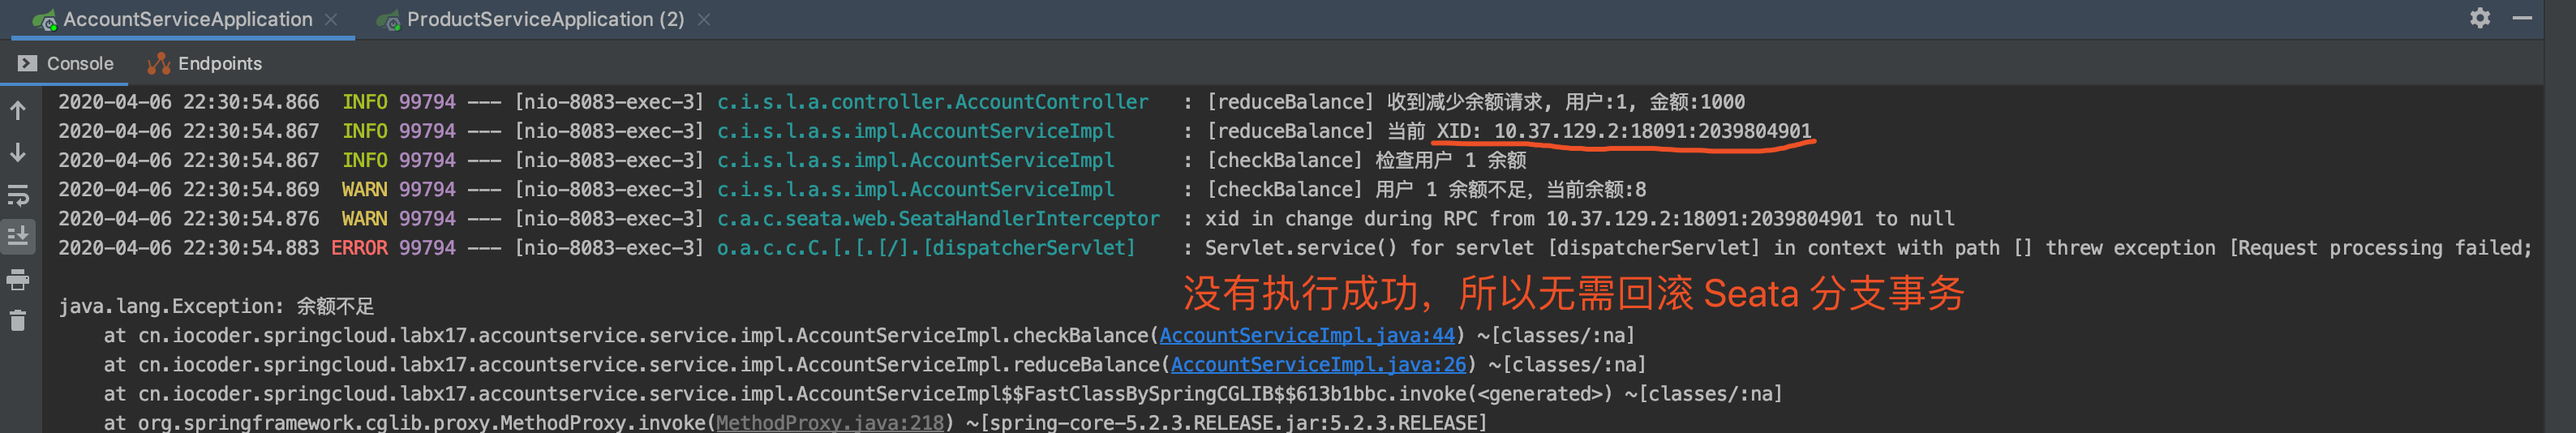 AccountServiceApplication × ProductServiceApplication (2) ×
Console Endpoints
2020-04-06 22:30:54.866  INFO 99794 --- [nio-8083-exec-3] c.i.s.l.a.controller.AccountController   : [reduceBalance] 收到减少余额请求, 用户:1, 金额:1000
2020-04-06 22:30:54.867  INFO 99794 --- [nio-8083-exec-3] c.i.s.l.a.s.impl.AccountServiceImpl      : [reduceBalance] 当前 XID: 10.37.129.2:18091:2039804901
2020-04-06 22:30:54.867  INFO 99794 --- [nio-8083-exec-3] c.i.s.l.a.s.impl.AccountServiceImpl      : [checkBalance] 检查用户 1 余额
2020-04-06 22:30:54.869  WARN 99794 --- [nio-8083-exec-3] c.i.s.l.a.s.impl.AccountServiceImpl      : [checkBalance] 用户 1 余额不足，当前余额:8
2020-04-06 22:30:54.876  WARN 99794 --- [nio-8083-exec-3] c.a.c.seata.web.SeataHandlerInterceptor  : xid in change during RPC from 10.37.129.2:18091:2039804901 to null
2020-04-06 22:30:54.883 ERROR 99794 --- [nio-8083-exec-3] o.a.c.c.C.[.[.[/].[dispatcherServlet]    : Servlet.service() for servlet [dispatcherServlet] in context with path [] threw exception [Request processing failed;
没有执行成功，所以无需回滚 Seata 分支事务
java.lang.Exception: 余额不足
at cn.iocoder.springcloud.labx17.accountservice.service.impl.AccountServiceImpl.checkBalance(AccountServiceImpl.java:44) ~[classes/:na]
at cn.iocoder.springcloud.labx17.accountservice.service.impl.AccountServiceImpl.reduceBalance(AccountServiceImpl.java:26) ~[classes/:na]
at cn.iocoder.springcloud.labx17.accountservice.service.impl.AccountServiceImpl$$FastClassBySpringCGLIB$$613b1bbc.invoke(<generated>) ~[classes/:na]
at org.springframework.cglib.proxy.MethodProxy.invoke(MethodProxy.java:218) ~[spring-core-5.2.3.RELEASE.jar:5.2.3.RELEASE]